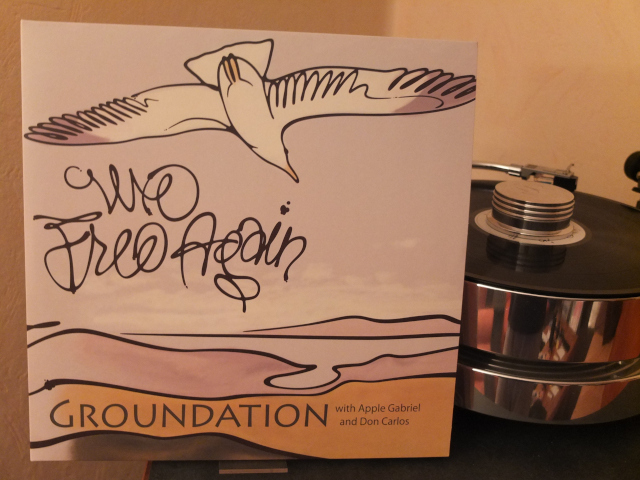 We
Free Again
GROUNDATION
with Apple Gabriel
and Don Carlos